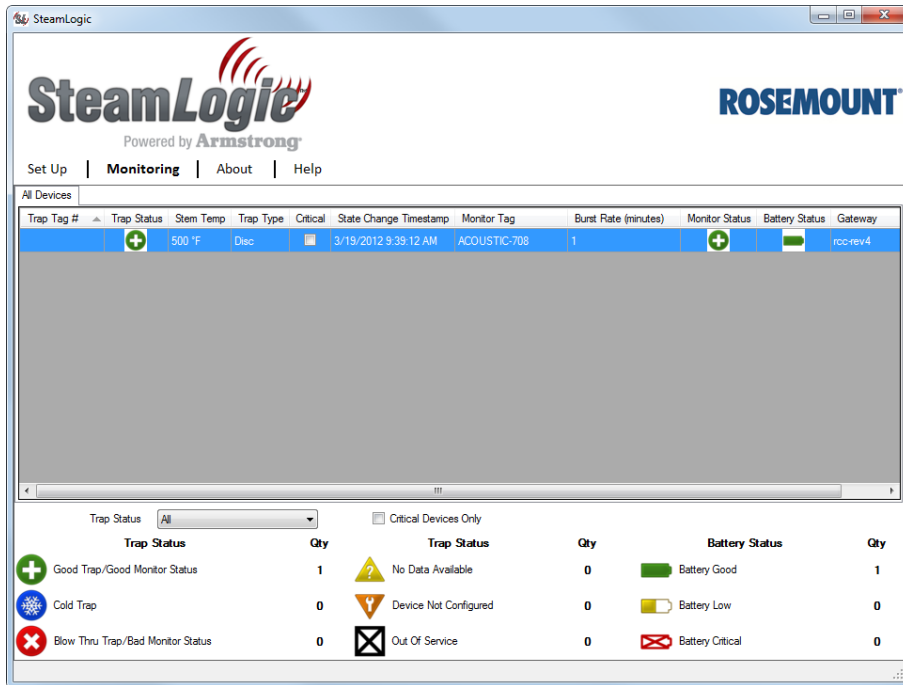 SteamLogic
SteamLogic™
Powered by Armstrong®
ROSEMOUNT®
Set Up | Monitoring | About | Help
All Devices
Trap Tag # Trap Status Stem Temp Trap Type Critical State Change Timestamp Monitor Tag Burst Rate (minutes) Monitor Status Battery Status Gateway
500 °F Disc 3/19/2012 9:39:12 AM ACOUSTIC-708 1 rcc-rev4
Trap Status All Critical Devices Only
Trap Status Qty Trap Status Qty Battery Status Qty
Good Trap/Good Monitor Status 1 No Data Available 0 Battery Good 1
Cold Trap 0 Device Not Configured 0 Battery Low 0
Blow Thru Trap/Bad Monitor Status 0 Out Of Service 0 Battery Critical 0